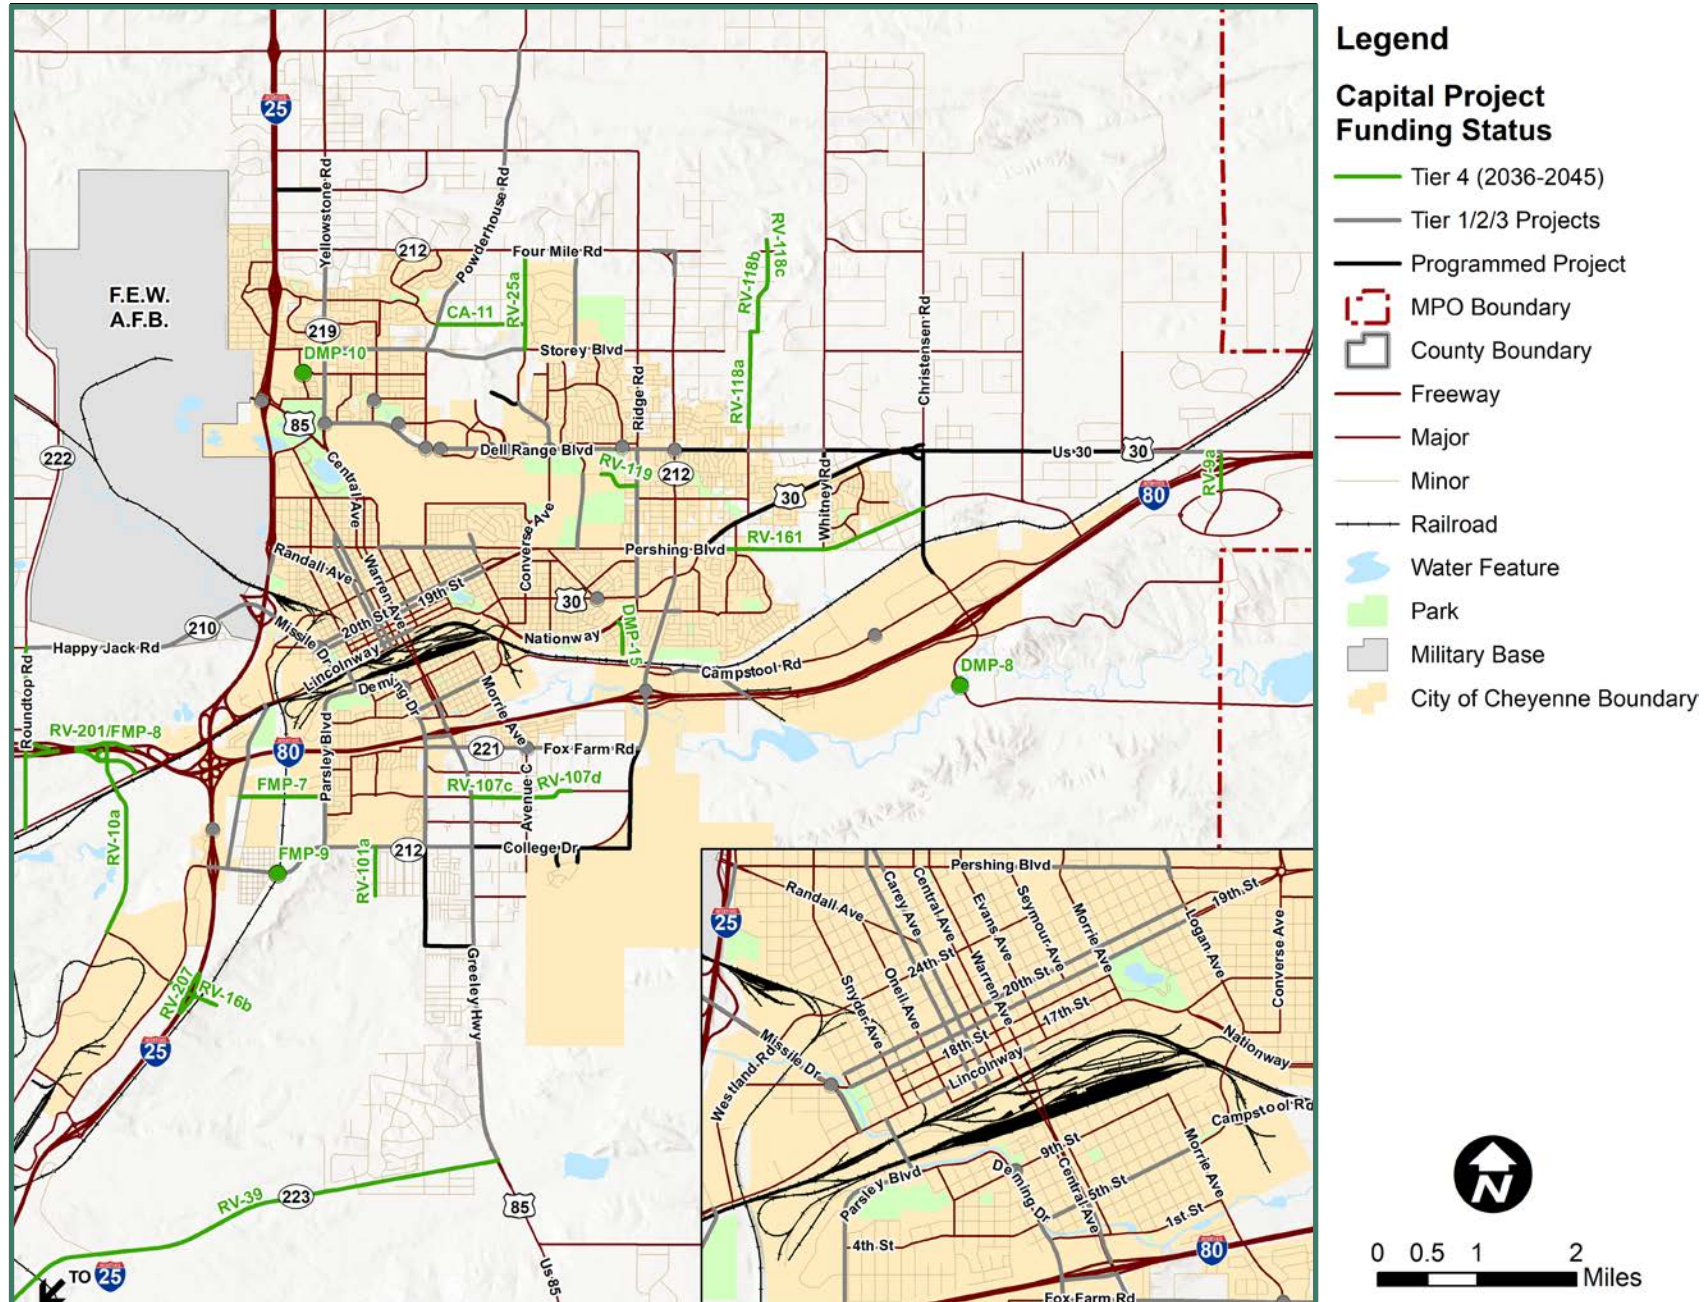 Legend
Capital Project
Funding Status
Tier 4 (2036-2045)
Tier 1/2/3 Projects
Programmed Project
MPO Boundary
County Boundary
Freeway
Major
Minor
Railroad
Water Feature
Park
Military Base
City of Cheyenne Boundary
N
0 0.5 1 2
Miles
25
Yellowstone Rd
Powderhouse Rd
212
Four Mile Rd
RV-118c
RV-118b
RV-25a
F.E.W.
A.F.B.
CA-11
219
DMP-10
Storey Blvd
Christensen Rd
Ridge Rd
RV-118a
85
222
Dell Range Blvd
Us 30
30
RV-119
212
RV-9a
Central Ave
30
80
Whitney Rd
Converse Ave
RV-161
Pershing Blvd
Randall Ave
Warren Ave
19th St
30
20th St
210
Missile Dr
Nationway
DMP-15
Happy Jack Rd
Lincolnway
Campstool Rd
DMP-8
Roundtop Rd
Deming Dr
Morrie Ave
RV-201/FMP-8
80
Parsley Blvd
221
Fox Farm Rd
FMP-7
RV-107c
RV-107d
Avenue C
RV-10a
RV-101a
212
College Dr
FMP-9
Greeley Hwy
RV-207
RV-16b
25
RV-39
223
85
Us 85
TO 25
Pershing Blvd
Randall Ave
Carey Ave
Central Ave
Evans Ave
Seymour Ave
Morrie Ave
19th St
25
Logan Ave
Converse Ave
24th St
20th St
Snyder Ave
Oneil Ave
Warren Ave
17th St
18th St
Lincolnway
Nationway
Missile Dr
Westland Rd
Campstool Rd
9th St
Parsley Blvd
Deming Dr
Central Ave
5th St
Morrie Ave
1st St
4th St
80
Fox Farm Rd